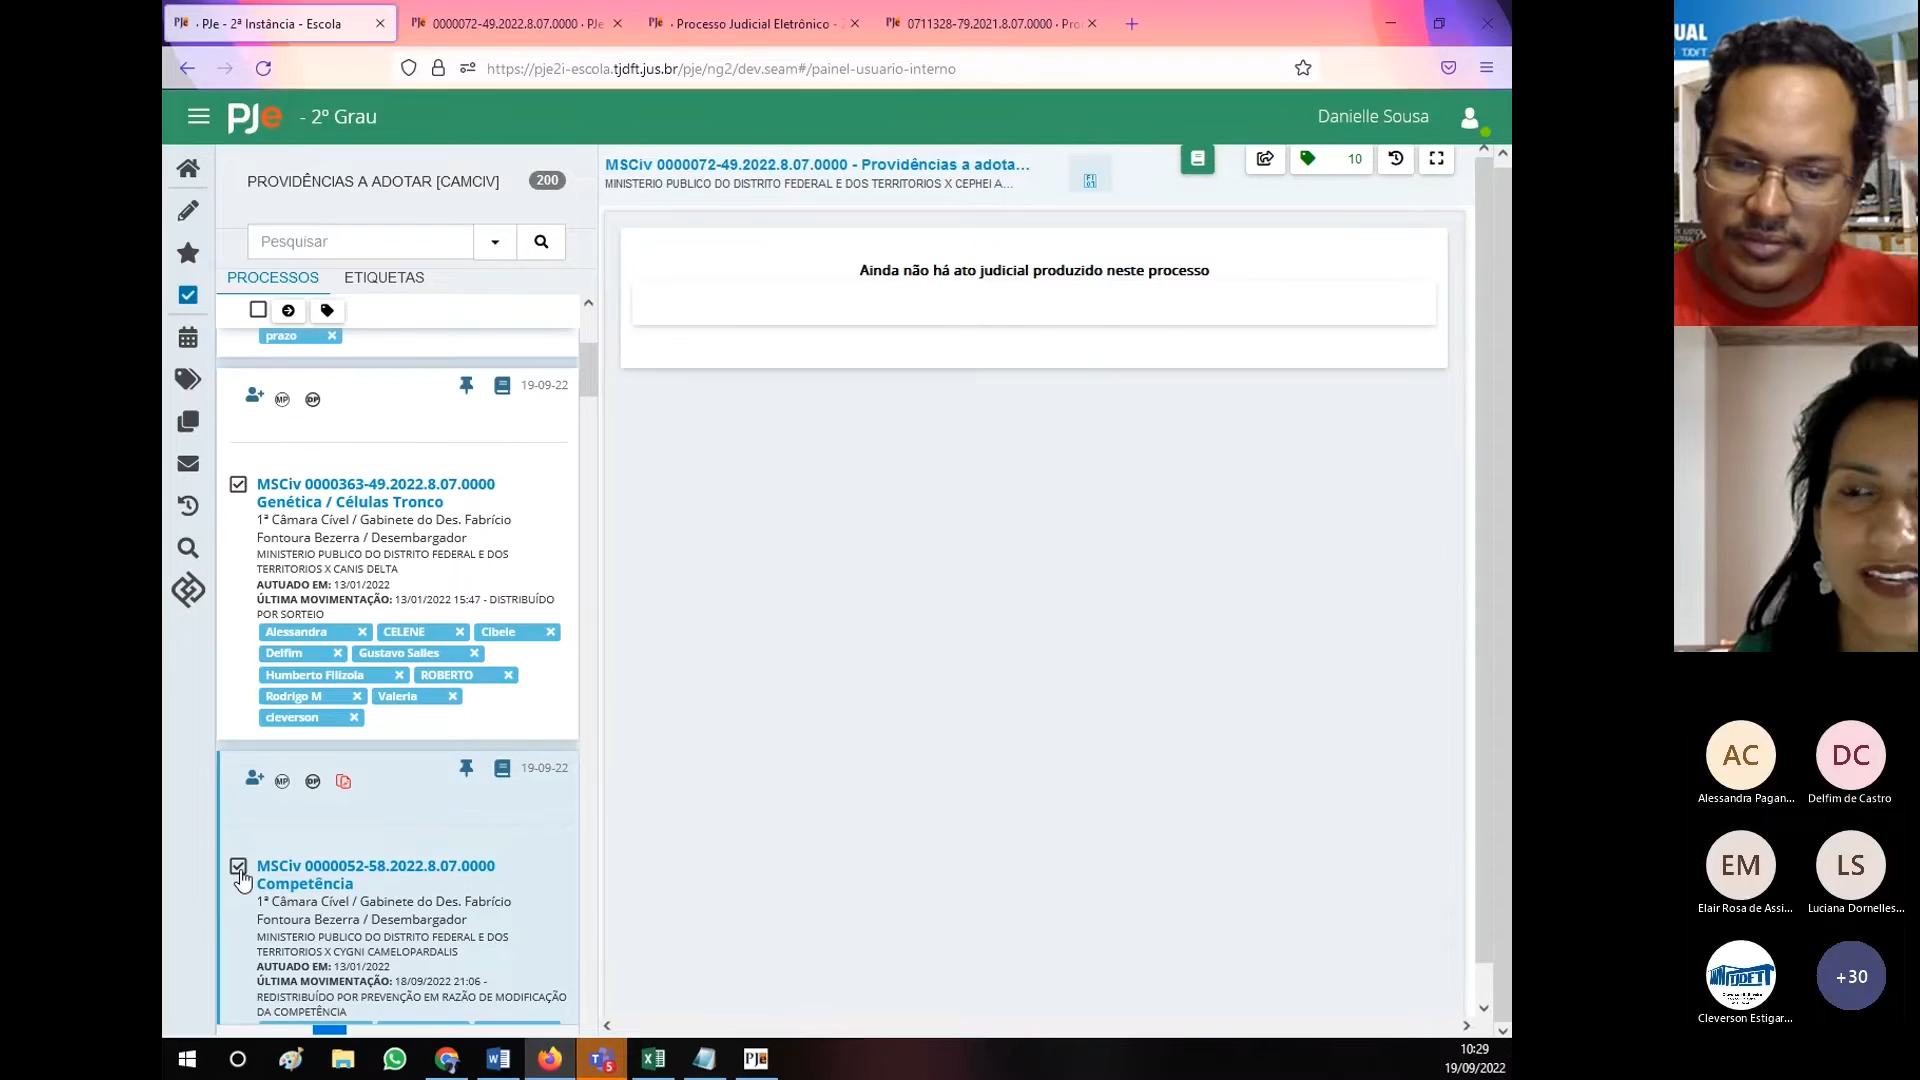 PJe - 2ª Instância - Escola
0000072-49.2022.8.07.0000 · PJe
· Processo Judicial Eletrônico - 2
0711328-79.2021.8.07.0000 · Pro
https://pje2i-escola.tjdft.jus.br/pje/ng2/dev.seam#/painel-usuario-interno
PJe - 2º Grau
Danielle Sousa
PROVIDÊNCIAS A ADOTAR [CAMCIV] 200
Pesquisar
PROCESSOS ETIQUETAS
prazo
MP DP 19-09-22
MSCiv 0000363-49.2022.8.07.0000
Genética / Células Tronco
1ª Câmara Cível / Gabinete do Des. Fabrício
Fontoura Bezerra / Desembargador
MINISTERIO PUBLICO DO DISTRITO FEDERAL E DOS
TERRITORIOS X CANIS DELTA
AUTUADO EM: 13/01/2022
ÚLTIMA MOVIMENTAÇÃO: 13/01/2022 15:47 - DISTRIBUÍDO
POR SORTEIO
Alessandra CELENE Cibele
Delfim Gustavo Salles
Humberto Filizola ROBERTO
Rodrigo M Valeria
cleverson
MP DP 19-09-22
MSCiv 0000052-58.2022.8.07.0000
Competência
1ª Câmara Cível / Gabinete do Des. Fabrício
Fontoura Bezerra / Desembargador
MINISTERIO PUBLICO DO DISTRITO FEDERAL E DOS
TERRITORIOS X CYGNI CAMELOPARDALIS
AUTUADO EM: 13/01/2022
ÚLTIMA MOVIMENTAÇÃO: 18/09/2022 21:06 -
REDISTRIBUÍDO POR PREVENÇÃO EM RAZÃO DE MODIFICAÇÃO
DA COMPETÊNCIA
MSCiv 0000072-49.2022.8.07.0000 - Providências a adota...
MINISTERIO PUBLICO DO DISTRITO FEDERAL E DOS TERRITORIOS X CEPHEI A...
10
Ainda não há ato judicial produzido neste processo
5
PJe
10:29
19/09/2022
UAL
TJDFT
AC
Alessandra Pagan...
DC
Delfim de Castro
EM
Elair Rosa de Assi...
LS
Luciana Dornelles...
TJDFT
Cleverson Estigar...
+30